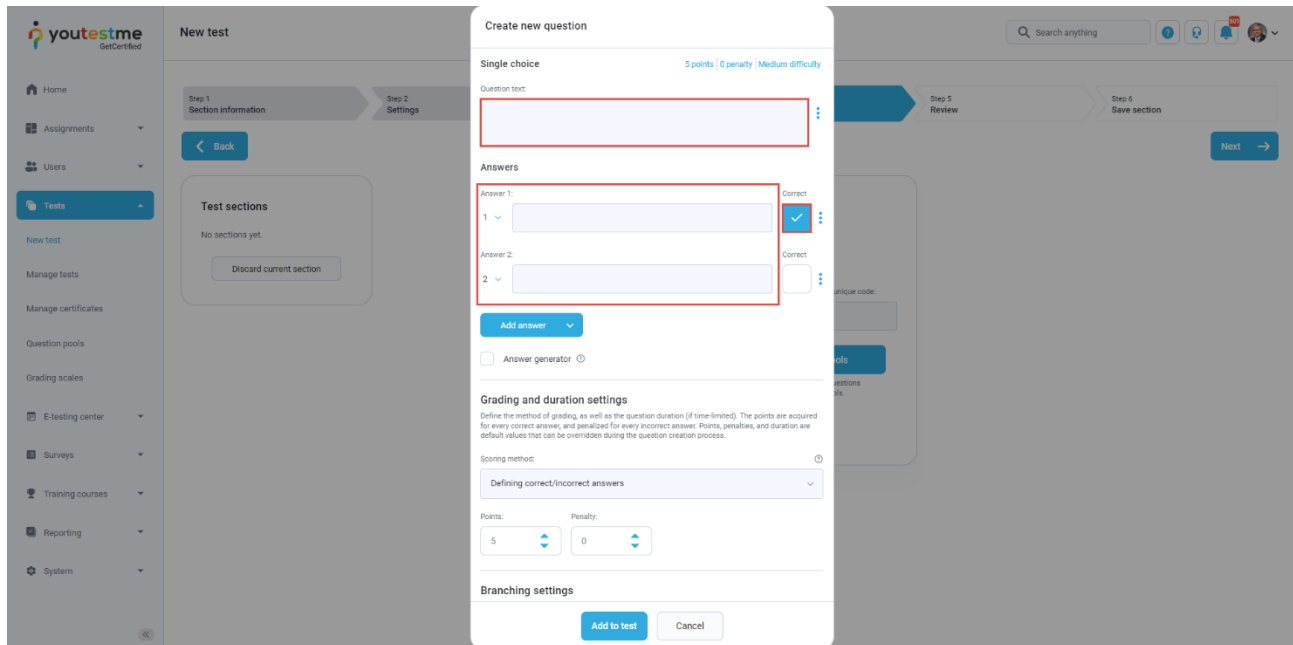 youtestme
GetCertified
New test
Search anything
501
Home
Assignments
Users
Tests
New test
Manage tests
Manage certificates
Question pools
Grading scales
E-testing center
Surveys
Training courses
Reporting
System
Step 1
Section information
Step 2
Settings
Step 5
Review
Step 6
Save section
Back
Next
Test sections
No sections yet.
Discard current section
Create new question
Single choice
5 points | 0 penalty | Medium difficulty
Question text:
Answers
Answer 1:
Correct
1
Answer 2:
Correct
2
Add answer
Answer generator
Grading and duration settings
Define the method of grading, as well as the question duration (if time-limited). The points are acquired
for every correct answer, and penalized for every incorrect answer. Points, penalties, and duration are
default values that can be overridden during the question creation process.
Scoring method:
Defining correct/incorrect answers
Points:
Penalty:
5
0
Branching settings
Add to test
Cancel
unique code: